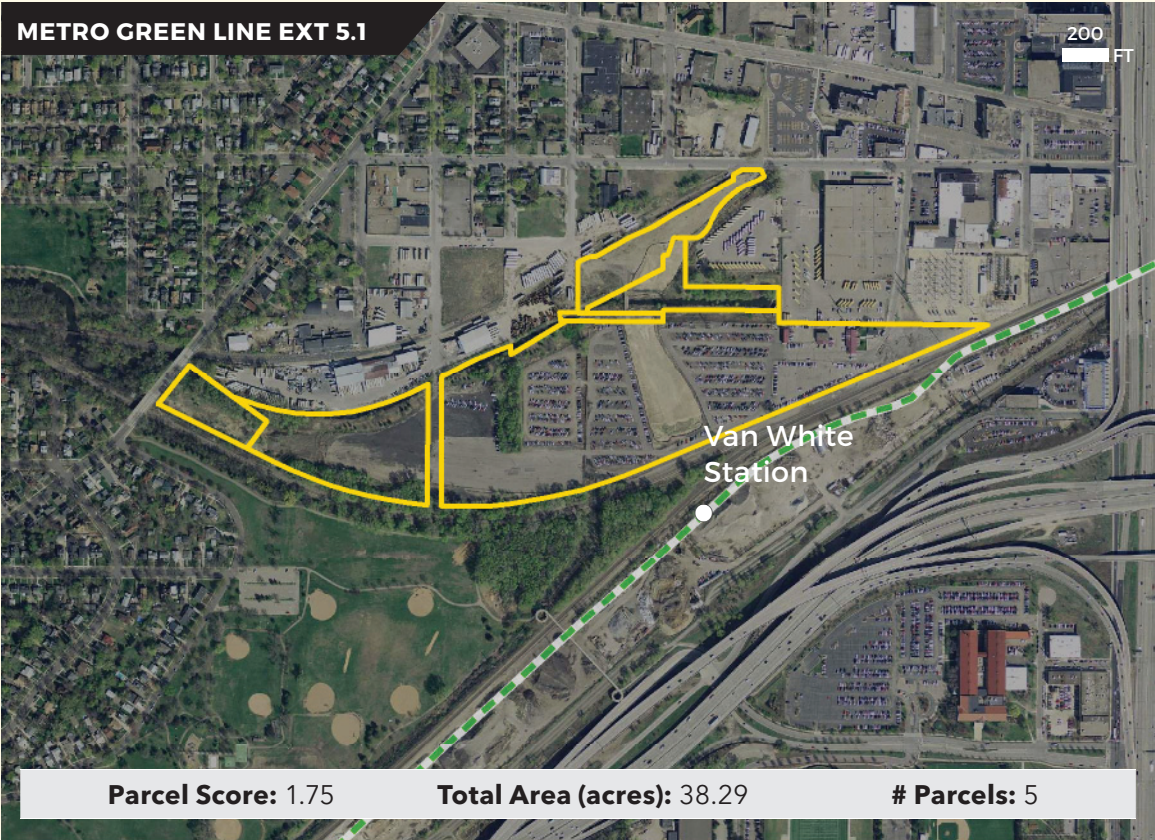 METRO GREEN LINE EXT 5.1
200
FT
Van White
Station
Parcel Score: 1.75 Total Area (acres): 38.29 # Parcels: 5